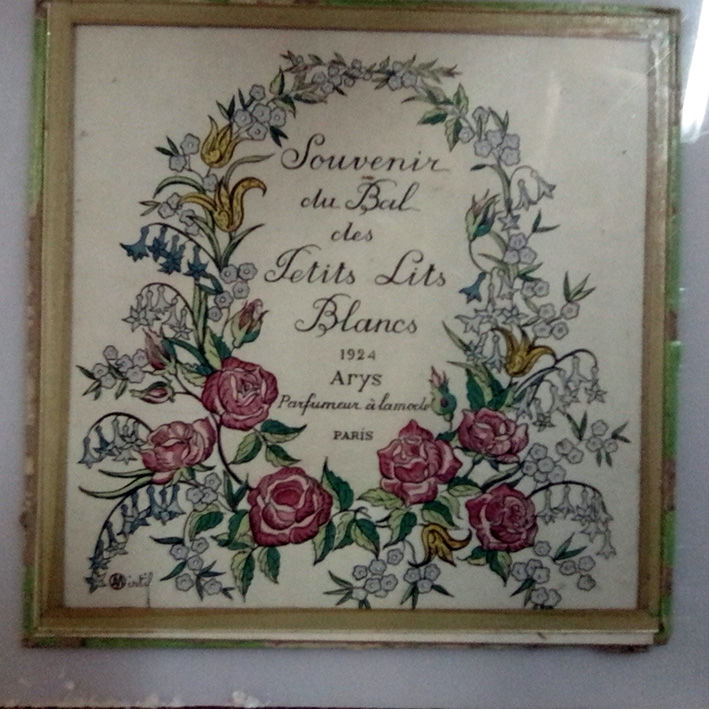 Souvenir
du Bal
des
Petits Lits
Blancs
1924
Arys
Parfumeur à la mode
PARIS